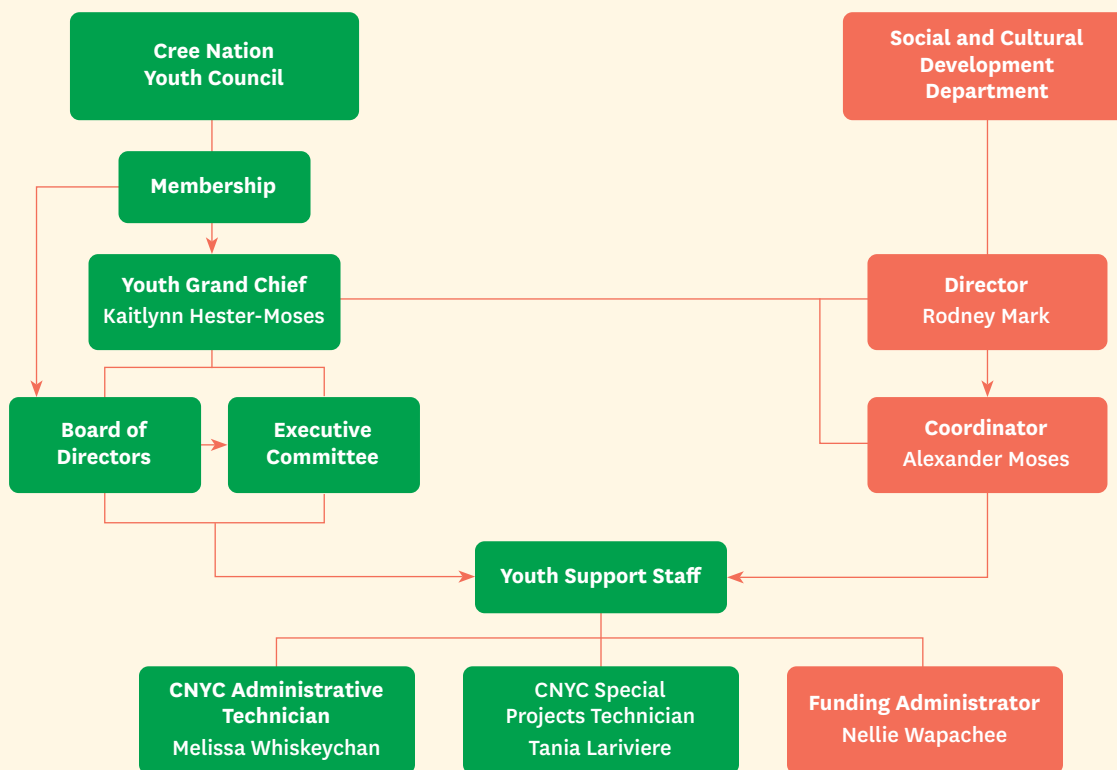 Cree Nation
Youth Council
Social and Cultural
Development
Department
Membership
Youth Grand Chief
Kaitlynn Hester-Moses
Director
Rodney Mark
Board of
Directors
Executive
Committee
Coordinator
Alexander Moses
Youth Support Staff
CNYC Administrative
Technician
Melissa Whiskeychan
CNYC Special
Projects Technician
Tania Lariviere
Funding Administrator
Nellie Wapachee